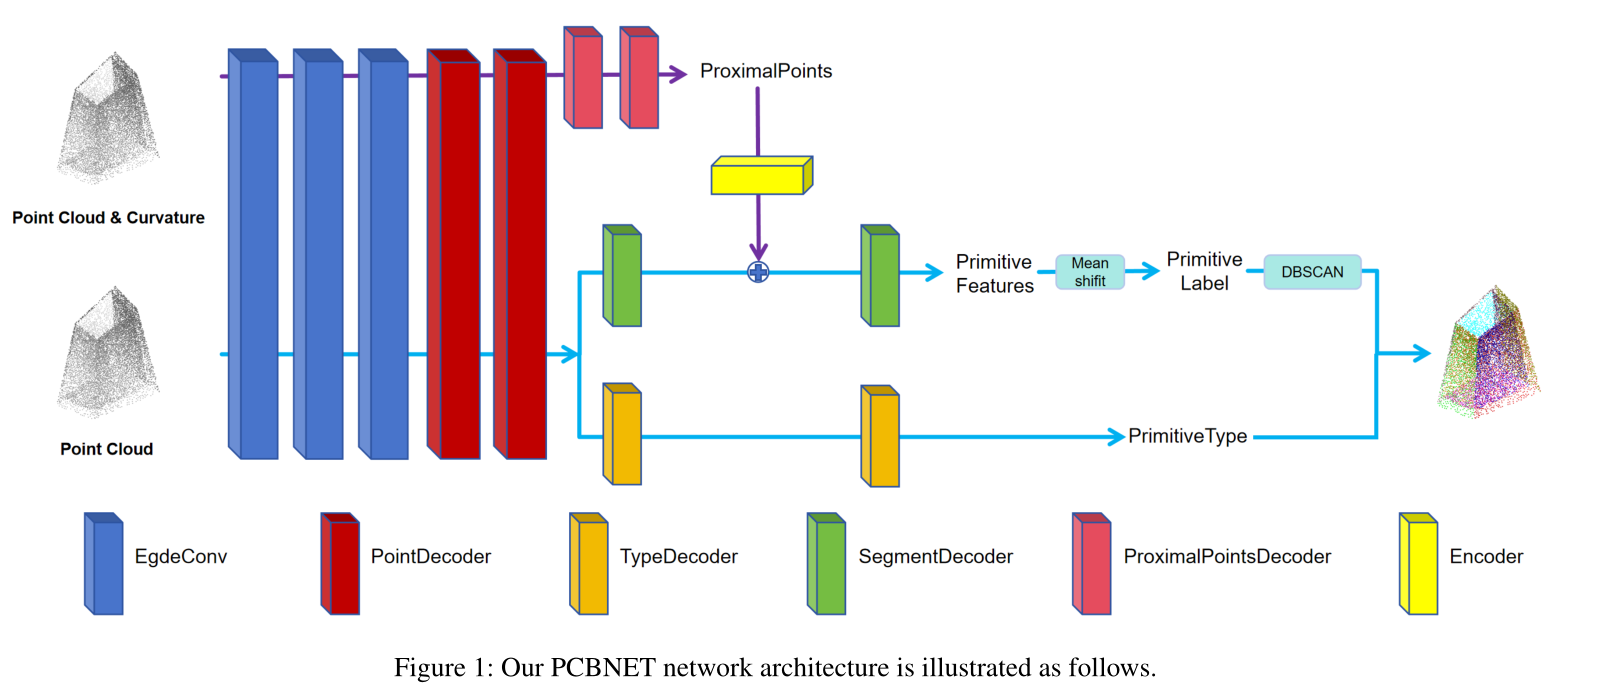 ProximalPoints
Point Cloud & Curvature
Primitive
Features
Mean
shifit
Primitive
Label
DBSCAN
Point Cloud
PrimitiveType
EgdeConv
PointDecoder
TypeDecoder
SegmentDecoder
ProximalPointsDecoder
Encoder
Figure 1: Our PCBNET network architecture is illustrated as follows.